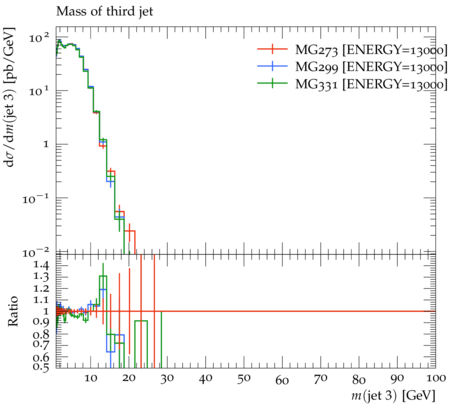 Mass of third jet
dσ/dm(jet 3) [pb/GeV]
10²
10¹
1
10⁻¹
10⁻²
MG273 [ENERGY=13000]
MG299 [ENERGY=13000]
MG331 [ENERGY=13000]
Ratio
1.4
1.3
1.2
1.1
1
0.9
0.8
0.7
0.6
0.5
10 20 30 40 50 60 70 80 90 100
m(jet 3) [GeV]